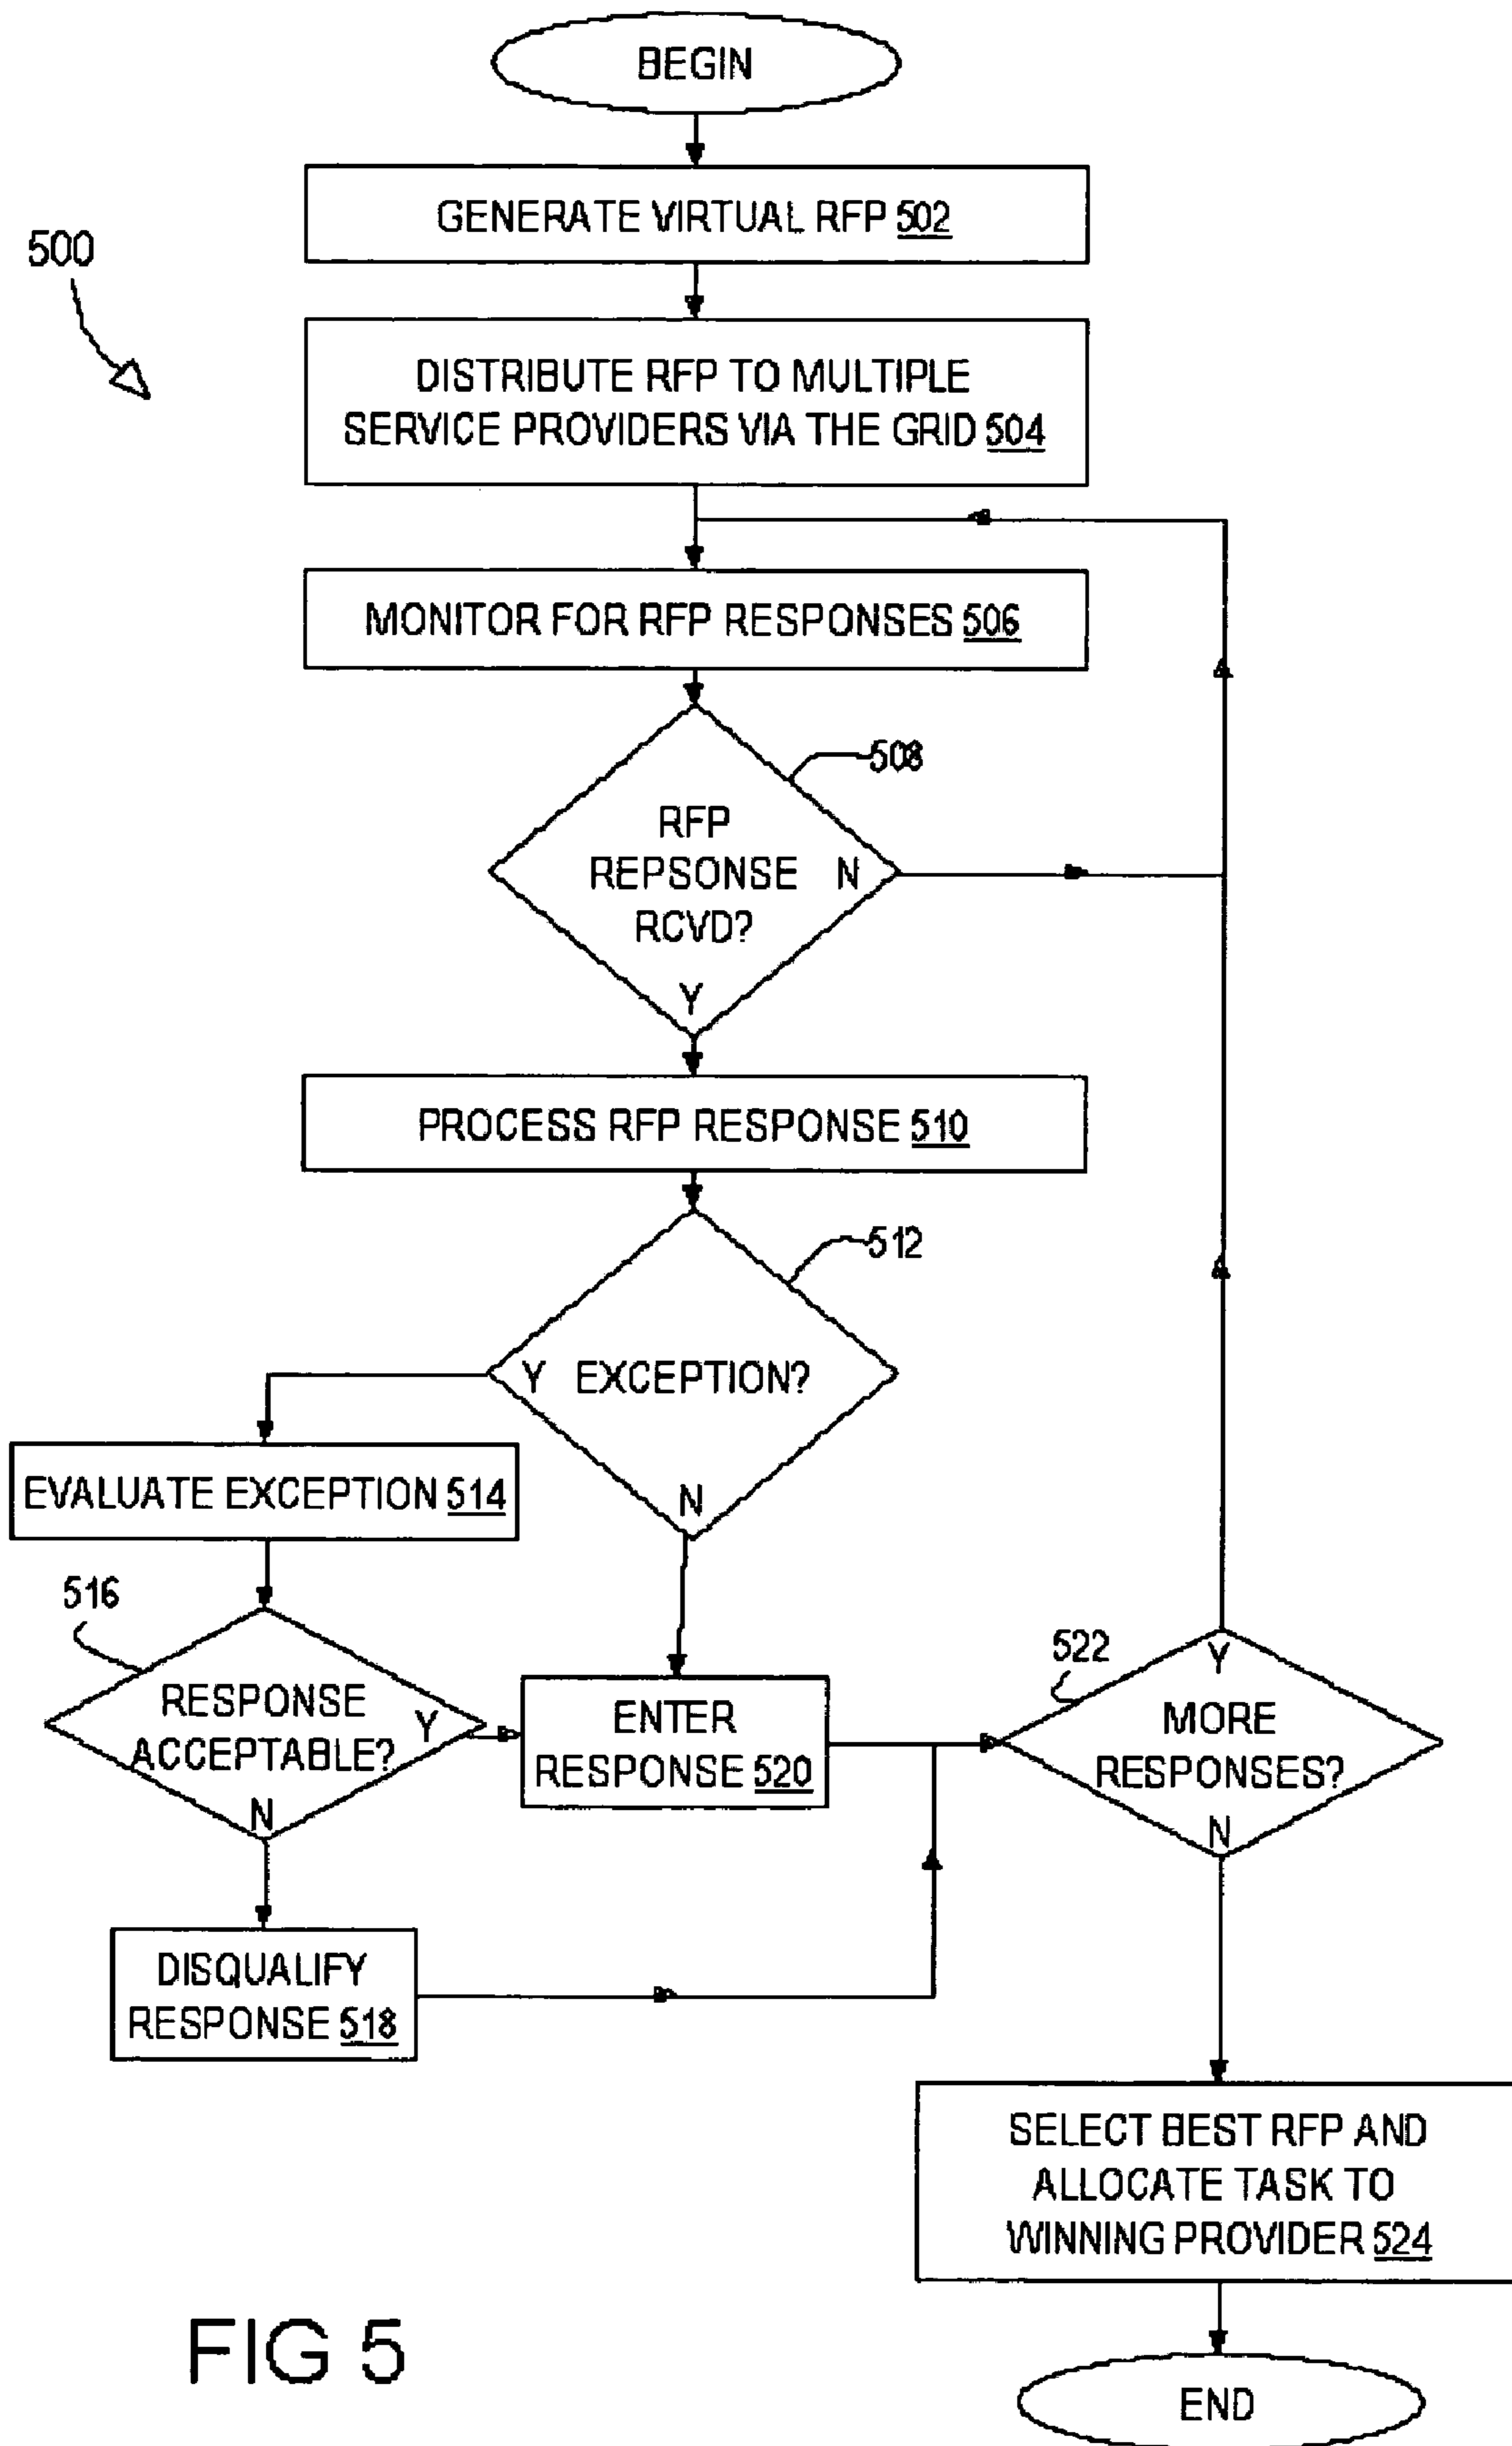 BEGIN
GENERATE VIRTUAL RFP 502
500
DISTRIBUTE RFP TO MULTIPLE
SERVICE PROVIDERS VIA THE GRID 504
MONITOR FOR RFP RESPONSES 506
508
RFP
REPSONSE N
RCVD?
Y
PROCESS RFP RESPONSE 510
512
Y EXCEPTION?
N
EVALUATE EXCEPTION 514
516
RESPONSE
ACCEPTABLE? Y
N
ENTER
RESPONSE 520
522
Y
MORE
RESPONSES?
N
DISQUALIFY
RESPONSE 518
SELECT BEST RFP AND
ALLOCATE TASK TO
WINNING PROVIDER 524
FIG 5
END